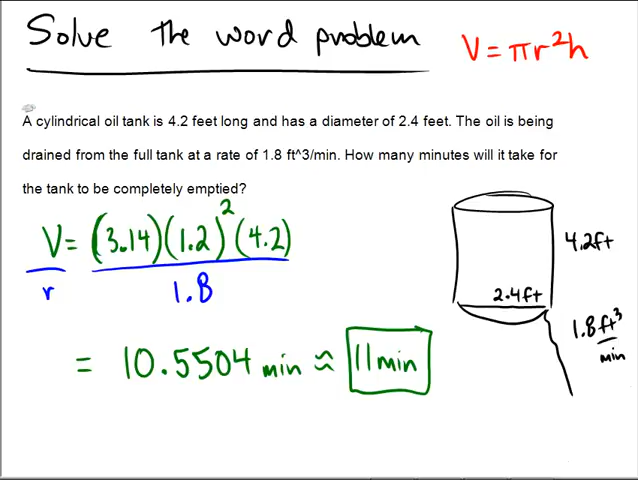 Solve the word problem
V = πr²h
A cylindrical oil tank is 4.2 feet long and has a diameter of 2.4 feet. The oil is being
drained from the full tank at a rate of 1.8 ft^3/min. How many minutes will it take for
the tank to be completely emptied?
V = (3.14)(1.2)²(4.2)
r 1.8
= 10.5504 min ≈ 11 min
4.2ft
2.4ft
1.8ft³
min